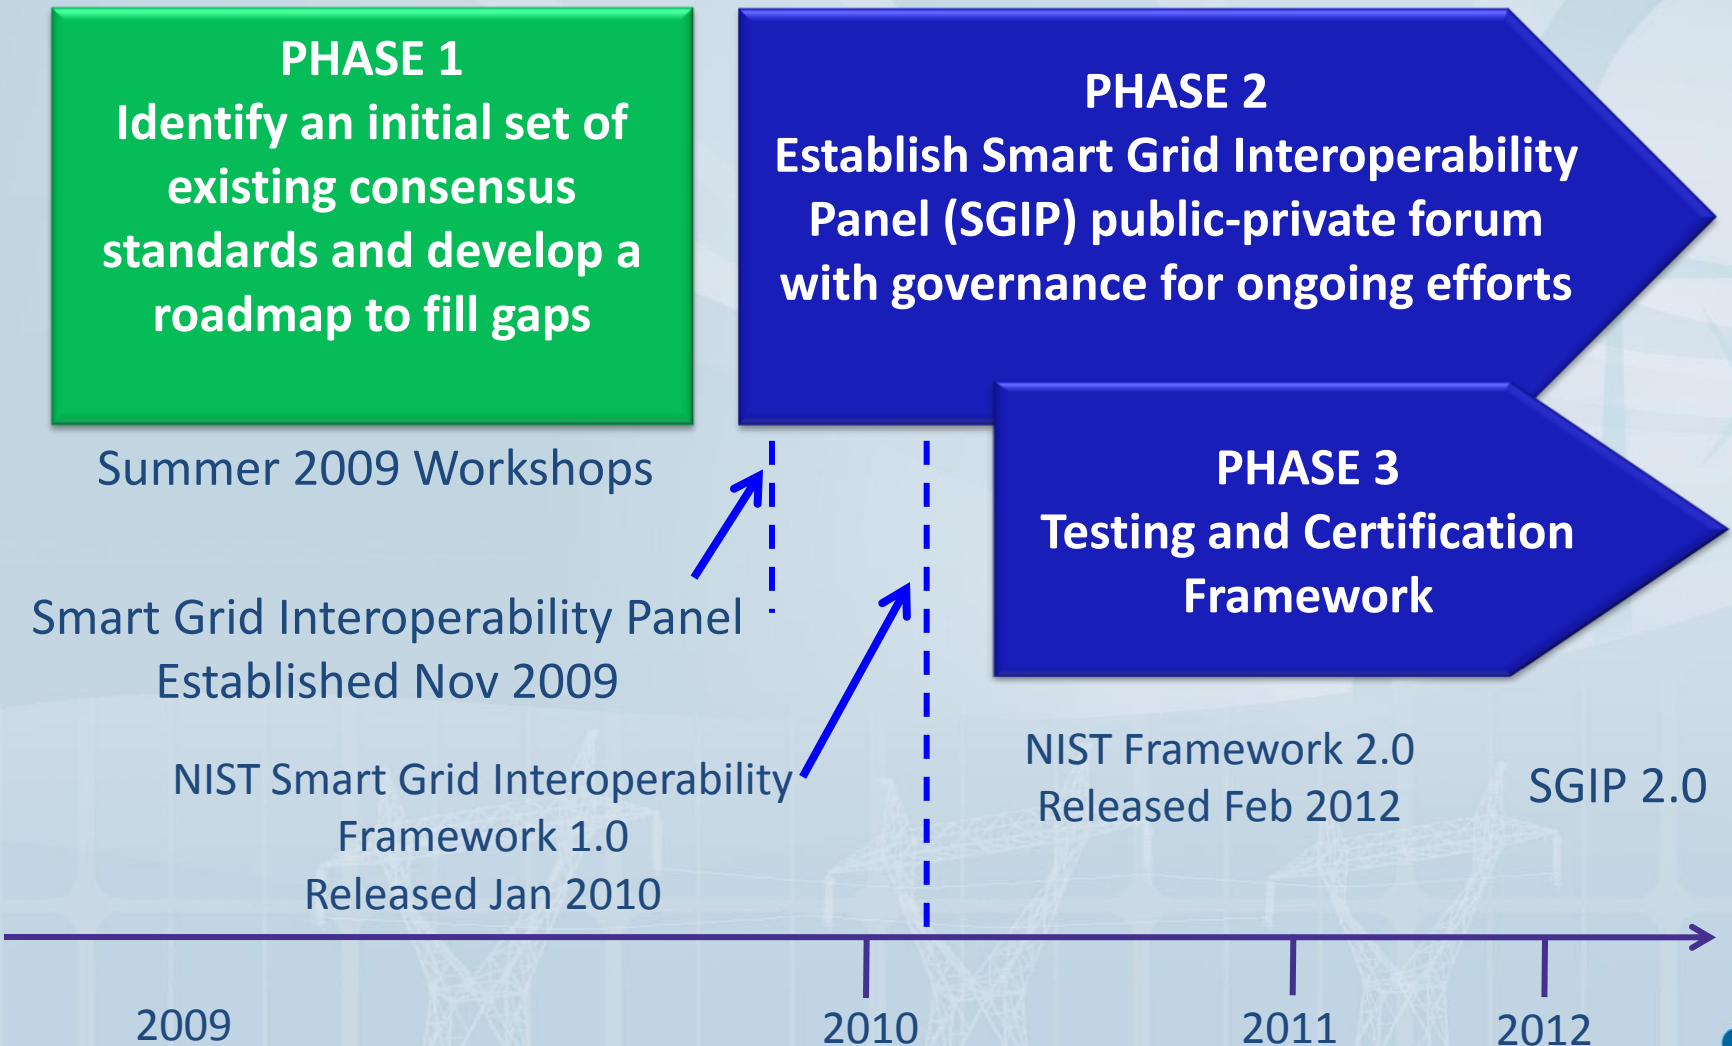 PHASE 1
Identify an initial set of
existing consensus
standards and develop a
roadmap to fill gaps
PHASE 2
Establish Smart Grid Interoperability
Panel (SGIP) public-private forum
with governance for ongoing efforts
Summer 2009 Workshops
PHASE 3
Testing and Certification
Framework
Smart Grid Interoperability Panel
Established Nov 2009
NIST Smart Grid Interoperability
Framework 1.0
Released Jan 2010
NIST Framework 2.0
Released Feb 2012
SGIP 2.0
2009
2010
2011
2012